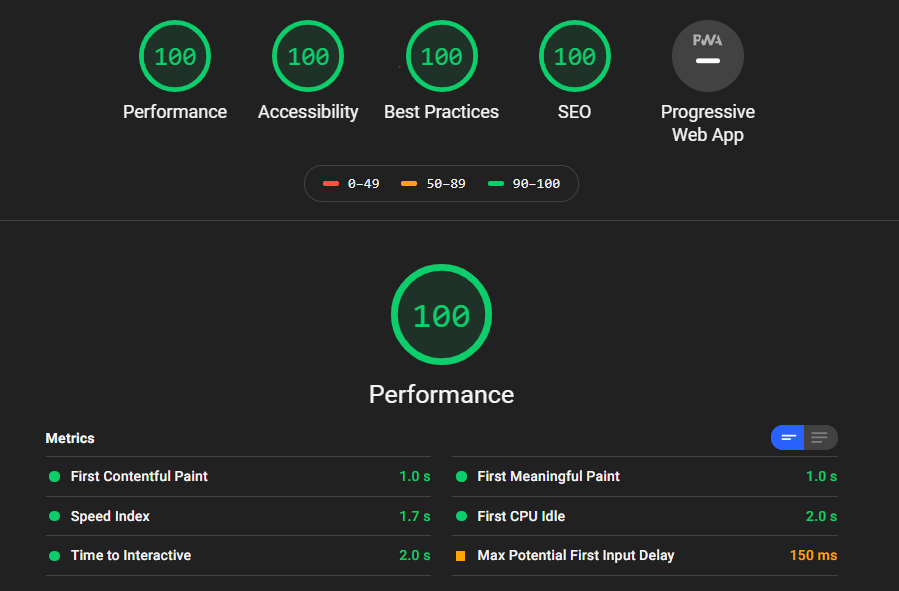 100 100 100 100 PWA
Performance Accessibility Best Practices SEO Progressive
Web App
0–49 50–89 90–100
100
Performance
Metrics
First Contentful Paint 1.0 s First Meaningful Paint 1.0 s
Speed Index 1.7 s First CPU Idle 2.0 s
Time to Interactive 2.0 s Max Potential First Input Delay 150 ms